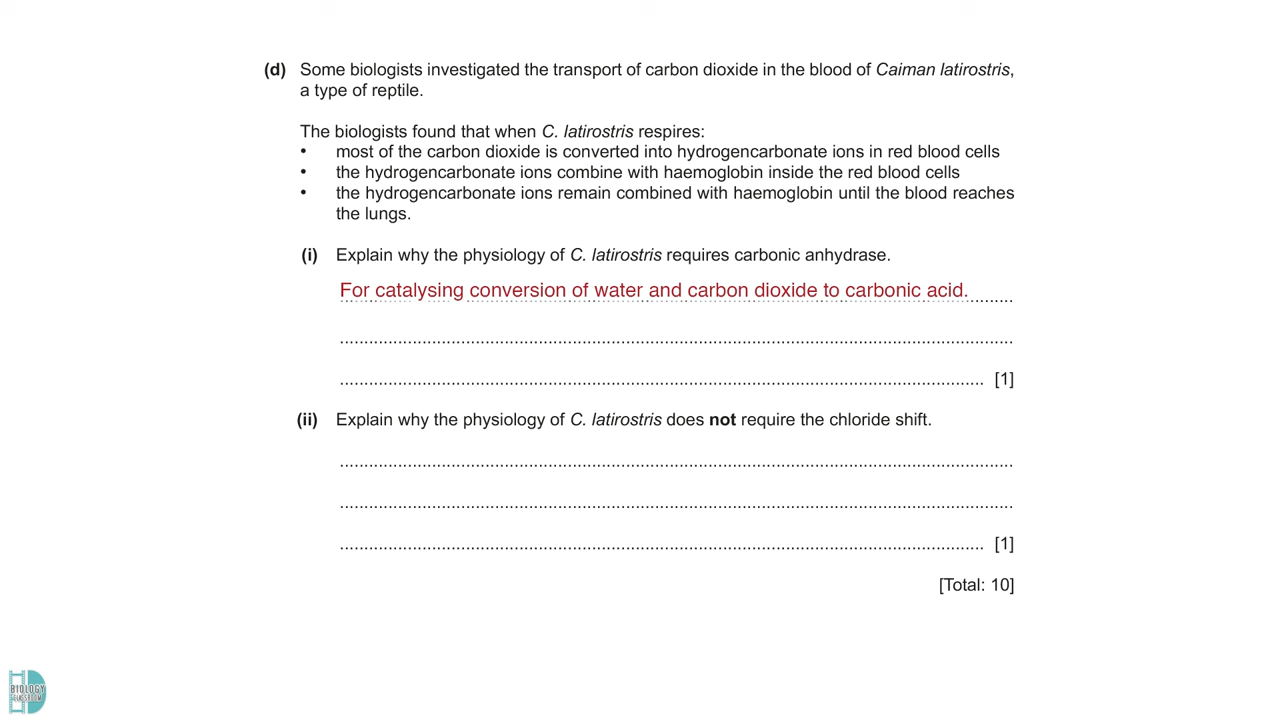 (d) Some biologists investigated the transport of carbon dioxide in the blood of Caiman latirostris,
a type of reptile.
The biologists found that when C. latirostris respires:
• most of the carbon dioxide is converted into hydrogencarbonate ions in red blood cells
• the hydrogencarbonate ions combine with haemoglobin inside the red blood cells
• the hydrogencarbonate ions remain combined with haemoglobin until the blood reaches
the lungs.
(i) Explain why the physiology of C. latirostris requires carbonic anhydrase.
For catalysing conversion of water and carbon dioxide to carbonic acid.
[1]
(ii) Explain why the physiology of C. latirostris does not require the chloride shift.
[1]
[Total: 10]
BIOLOGY
CLASSROOM